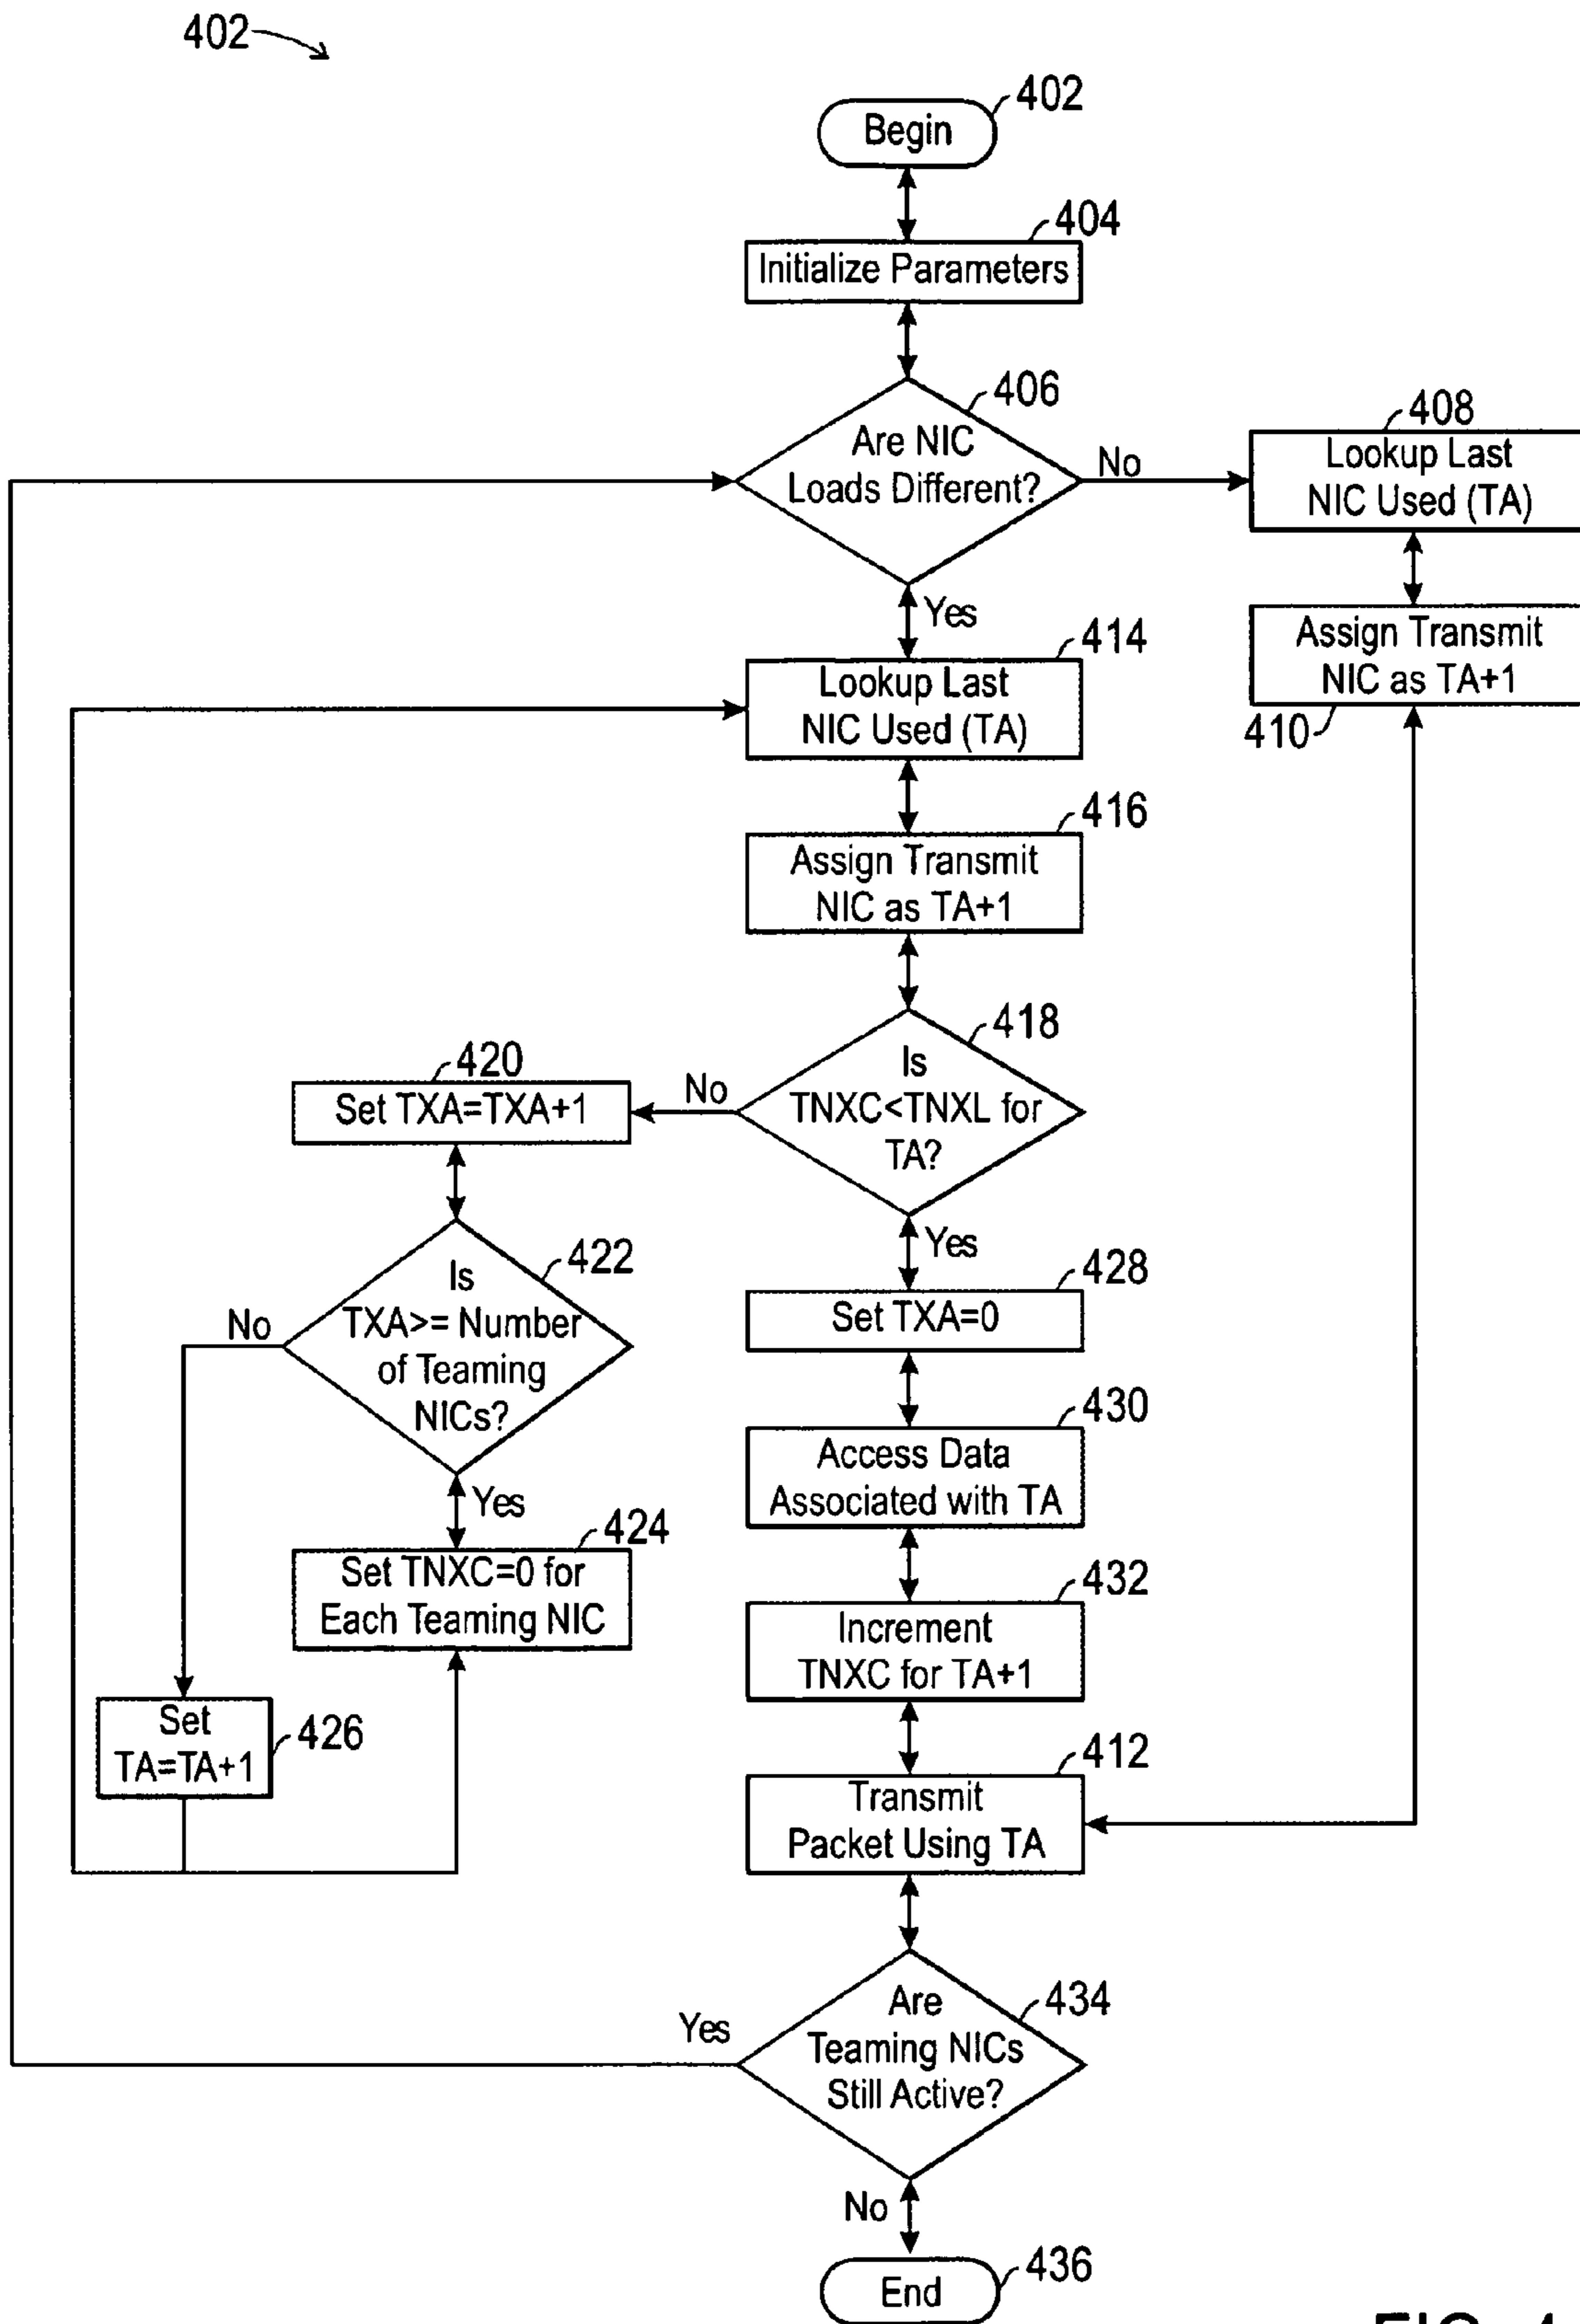 402
Begin
402
Initialize Parameters
404
Are NIC
Loads Different?
406
No
Yes
Lookup Last
NIC Used (TA)
408
Assign Transmit
NIC as TA+1
410
Lookup Last
NIC Used (TA)
414
Assign Transmit
NIC as TA+1
416
Is
TNXC<TNXL for
TA?
418
No
Yes
Set TXA=TXA+1
420
Is
TXA>= Number
of Teaming
NICs?
422
No
Yes
Set TNXC=0 for
Each Teaming NIC
424
Set
TA=TA+1
426
Set TXA=0
428
Access Data
Associated with TA
430
Increment
TNXC for TA+1
432
Transmit
Packet Using TA
412
Are
Teaming NICs
Still Active?
434
Yes
No
End
436